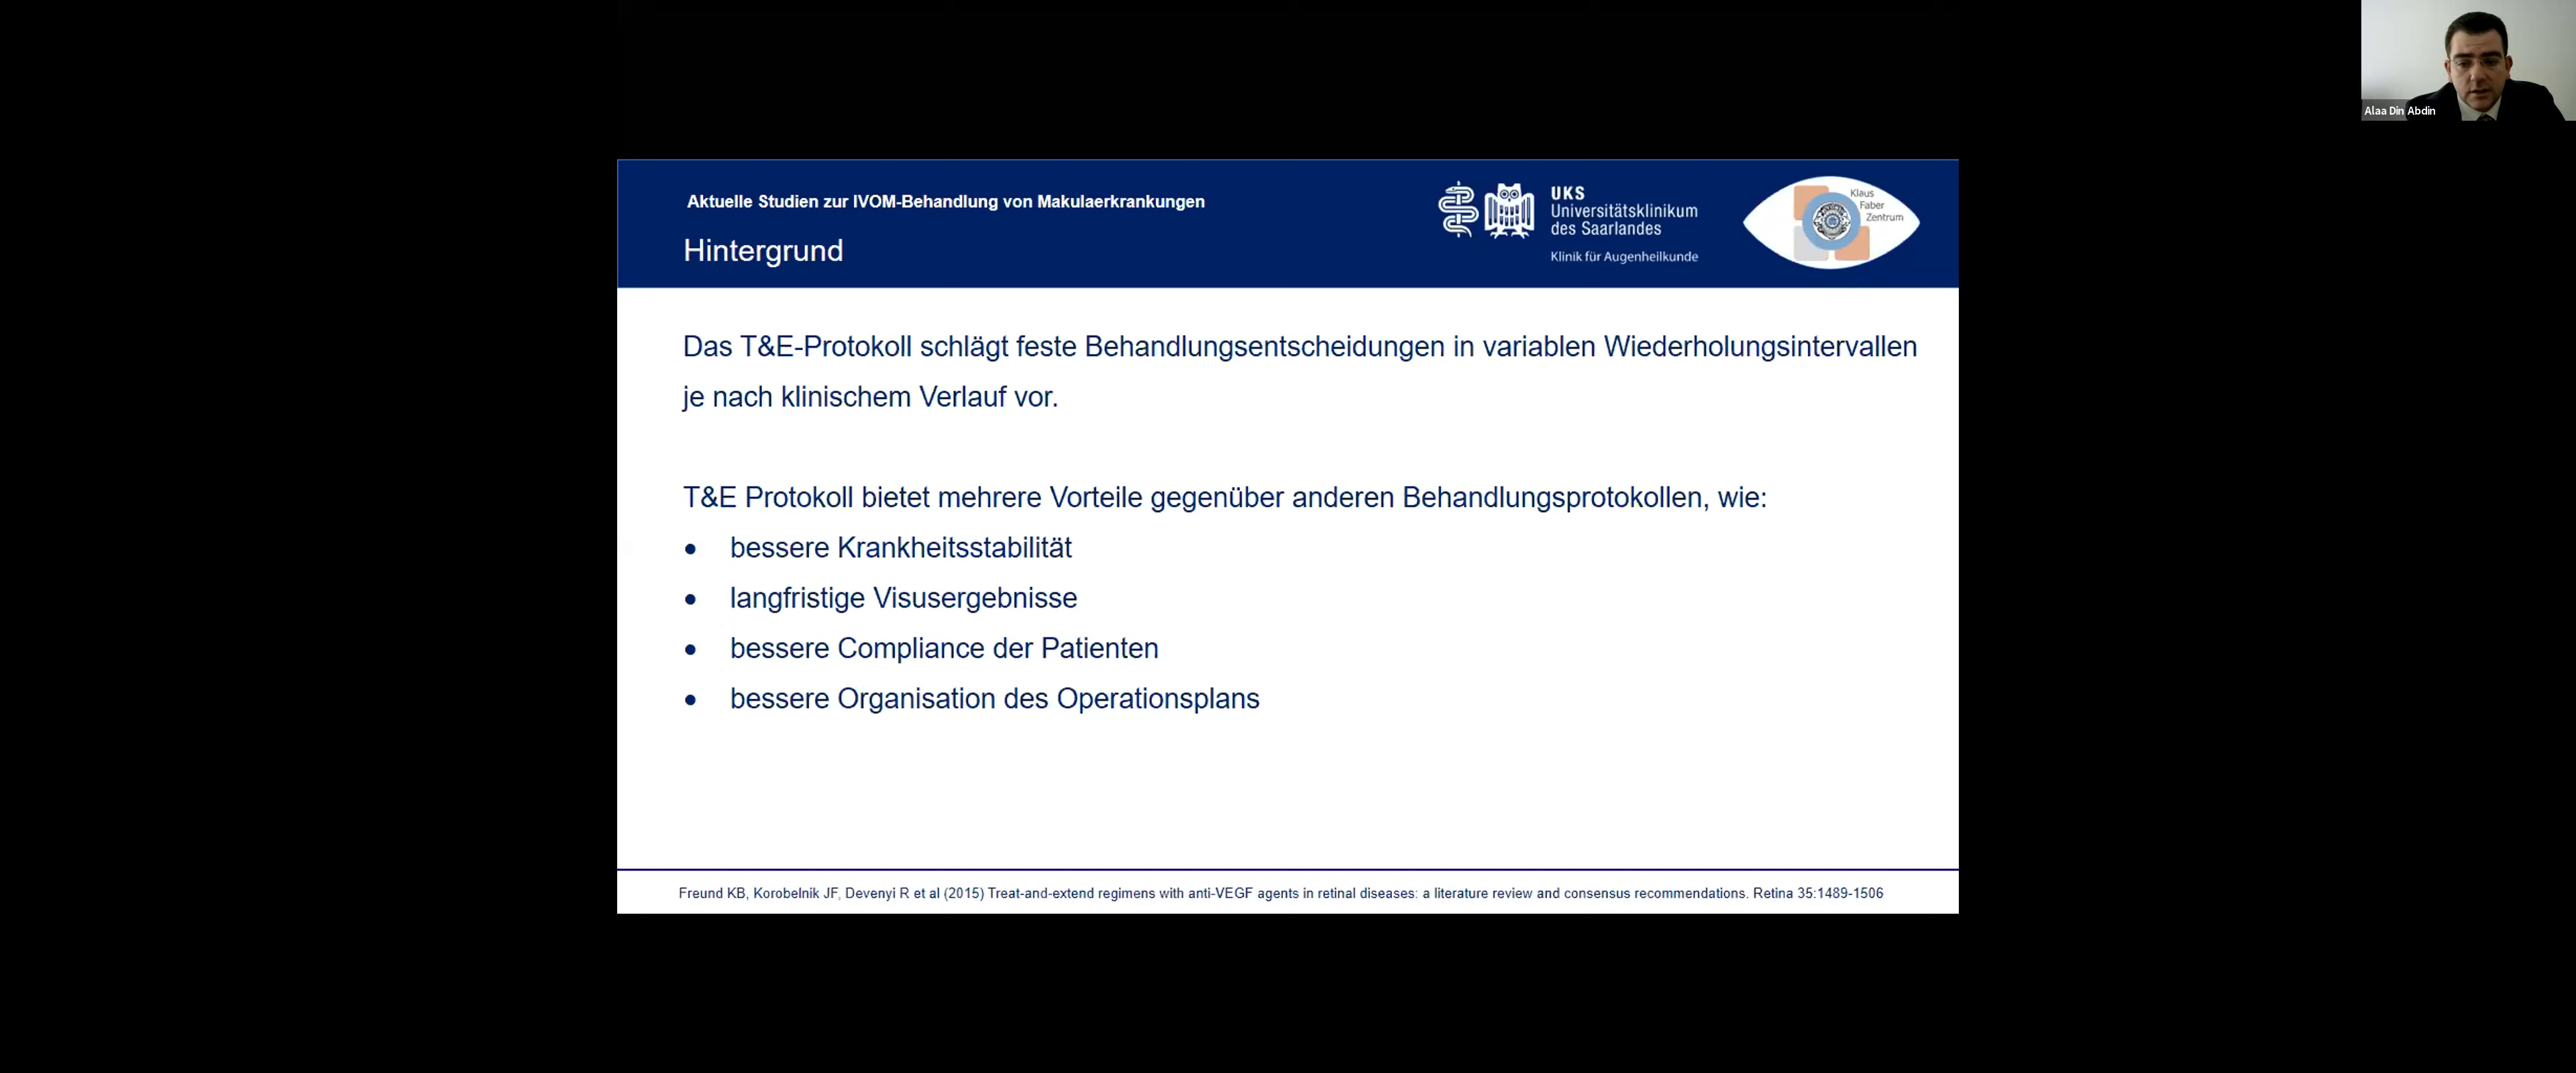 Alaa Din Abdin
Aktuelle Studien zur IVOM-Behandlung von Makulaerkrankungen
Hintergrund
UKS
Universitätsklinikum
des Saarlandes
Klinik für Augenheilkunde
Klaus
Faber
Zentrum
Das T&E-Protokoll schlägt feste Behandlungsentscheidungen in variablen Wiederholungsintervallen
je nach klinischem Verlauf vor.
T&E Protokoll bietet mehrere Vorteile gegenüber anderen Behandlungsprotokollen, wie:
• bessere Krankheitsstabilität
• langfristige Visusergebnisse
• bessere Compliance der Patienten
• bessere Organisation des Operationsplans
Freund KB, Korobelnik JF, Devenyi R et al (2015) Treat-and-extend regimens with anti-VEGF agents in retinal diseases: a literature review and consensus recommendations. Retina 35:1489-1506